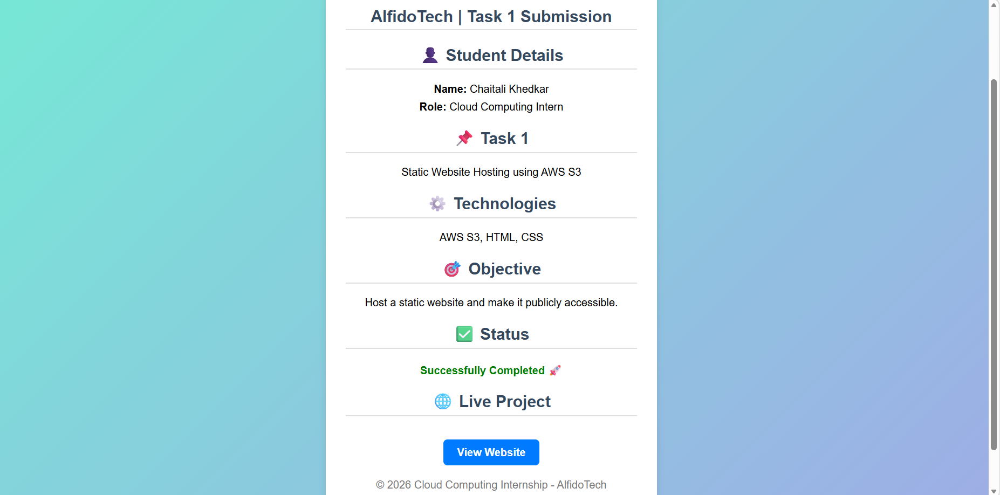 AlfidoTech | Task 1 Submission
Student Details
Name: Chaitali Khedkar
Role: Cloud Computing Intern
Task 1
Static Website Hosting using AWS S3
Technologies
AWS S3, HTML, CSS
Objective
Host a static website and make it publicly accessible.
Status
Successfully Completed 🚀
Live Project
View Website
© 2026 Cloud Computing Internship - AlfidoTech